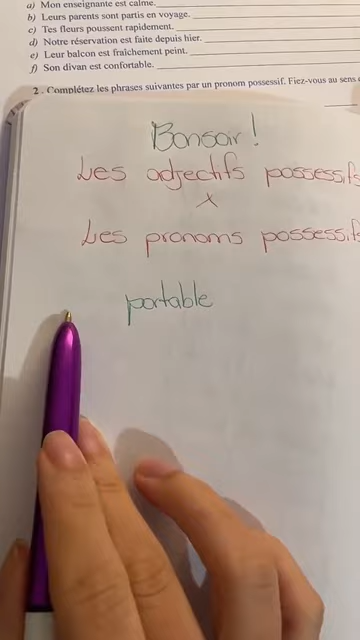 a) Mon enseignante est calme.
b) Leurs parents sont partis en voyage.
c) Tes fleurs poussent rapidement.
d) Notre réservation est faite depuis hier.
e) Leur balcon est fraîchement peint.
f) Son divan est confortable.
2. Complétez les phrases suivantes par un pronom possessif. Fiez-vous au sens
Bonsoir!
Les adjectifs possessifs
x
Les pronoms possessifs
portable